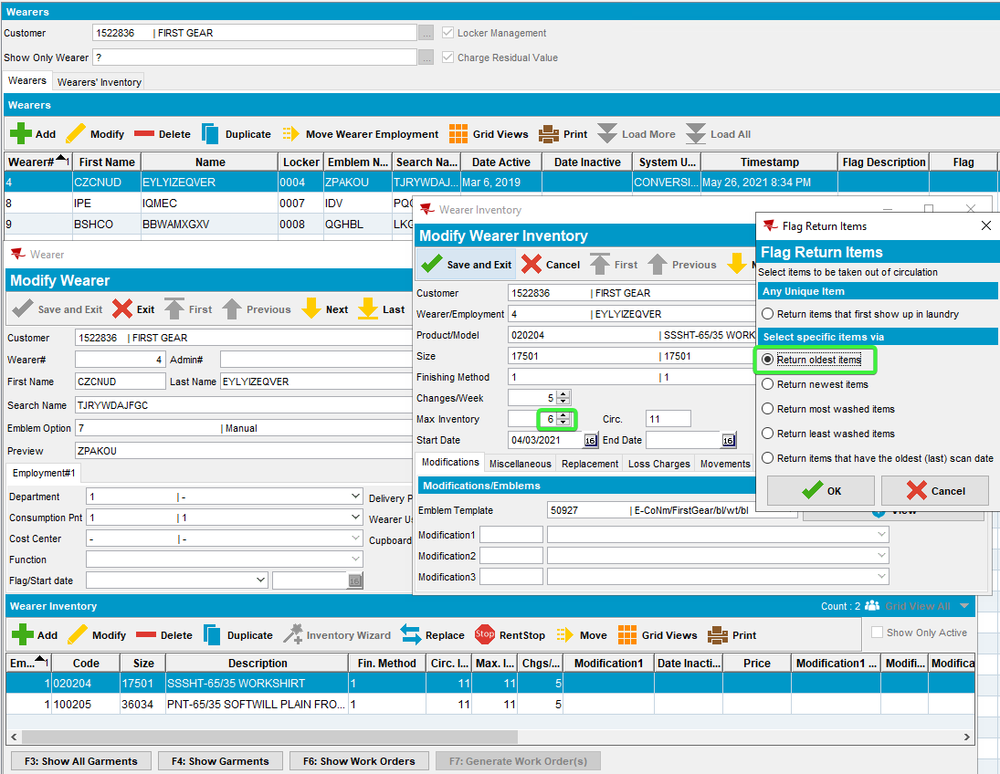 Wearers
Customer 1522836 | FIRST GEAR ... Locker Management
Show Only Wearer ? ... Charge Residual Value
Wearers Wearers' Inventory
Wearers
Add Modify Delete Duplicate Move Wearer Employment Grid Views Print Load More Load All
Wearer# 1 First Name Name Locker Emblem N... Search Na... Date Active Date Inactive System U... Timestamp Flag Description Flag
4 CZCNUD EYLYIZEQVER 0004 ZPAKOU TJRYWDAJ... Mar 6, 2019 CONVERSI... May 26, 2021 8:34 PM
8 IPE IQMEC 0007 IDV
9 BSHCO BBWAMXGXV 0008 QGHBL
Wearer
Modify Wearer
Save and Exit Exit First Previous Next Last
Customer 1522836 | FIRST GEAR
Wearer# 4 Admin#
First Name CZCNUD Last Name EYLYIZEQVER
Search Name TJRYWDAJFGC
Emblem Option 7 | Manual
Preview ZPAKOU
Employment#1
Department 1 | - Delivery P
Consumption Pnt 1 | 1 Wearer Us
Cost Center - | - Cupboard
Function
Flag/Start date 16
Wearer Inventory
Modify Wearer Inventory
Save and Exit Cancel First Previous
Customer 1522836 | FIRST GEAR
Wearer/Employment 4 | EYLYIZEQVER
Product/Model 020204 | SSSHT-65/35 WORK
Size 17501 | 17501
Finishing Method 1 | 1
Changes/Week 5
Max Inventory 6 Circ. 11
Start Date 04/03/2021 16 End Date 16
Modifications Miscellaneous Replacement Loss Charges Movements
Modifications/Emblems
Emblem Template 50927 | E-CoNm/FirstGear/bl/wt/bl View
Modification1
Modification2
Modification3
Flag Return Items
Flag Return Items
Select items to be taken out of circulation
Any Unique Item
Return items that first show up in laundry
Select specific items via
Return oldest items
Return newest items
Return most washed items
Return least washed items
Return items that have the oldest (last) scan date
OK Cancel
Wearer Inventory Count : 2 Grid View All
Add Modify Delete Duplicate Inventory Wizard Replace Stop RentStop Move Grid Views Print Show Only Active
Em... 1 Code Size Description Fin. Method Circ. I... Max. I... Chgs/... Modification1 Date Inacti... Price Modification1 ... Modifi... Modifica
1 020204 17501 SSSHT-65/35 WORKSHIRT 1 11 11 5
1 100205 36034 PNT-65/35 SOFTWILL PLAIN FRO... 1 11 11 5
F3: Show All Garments F4: Show Garments F6: Show Work Orders F7: Generate Work Order(s)